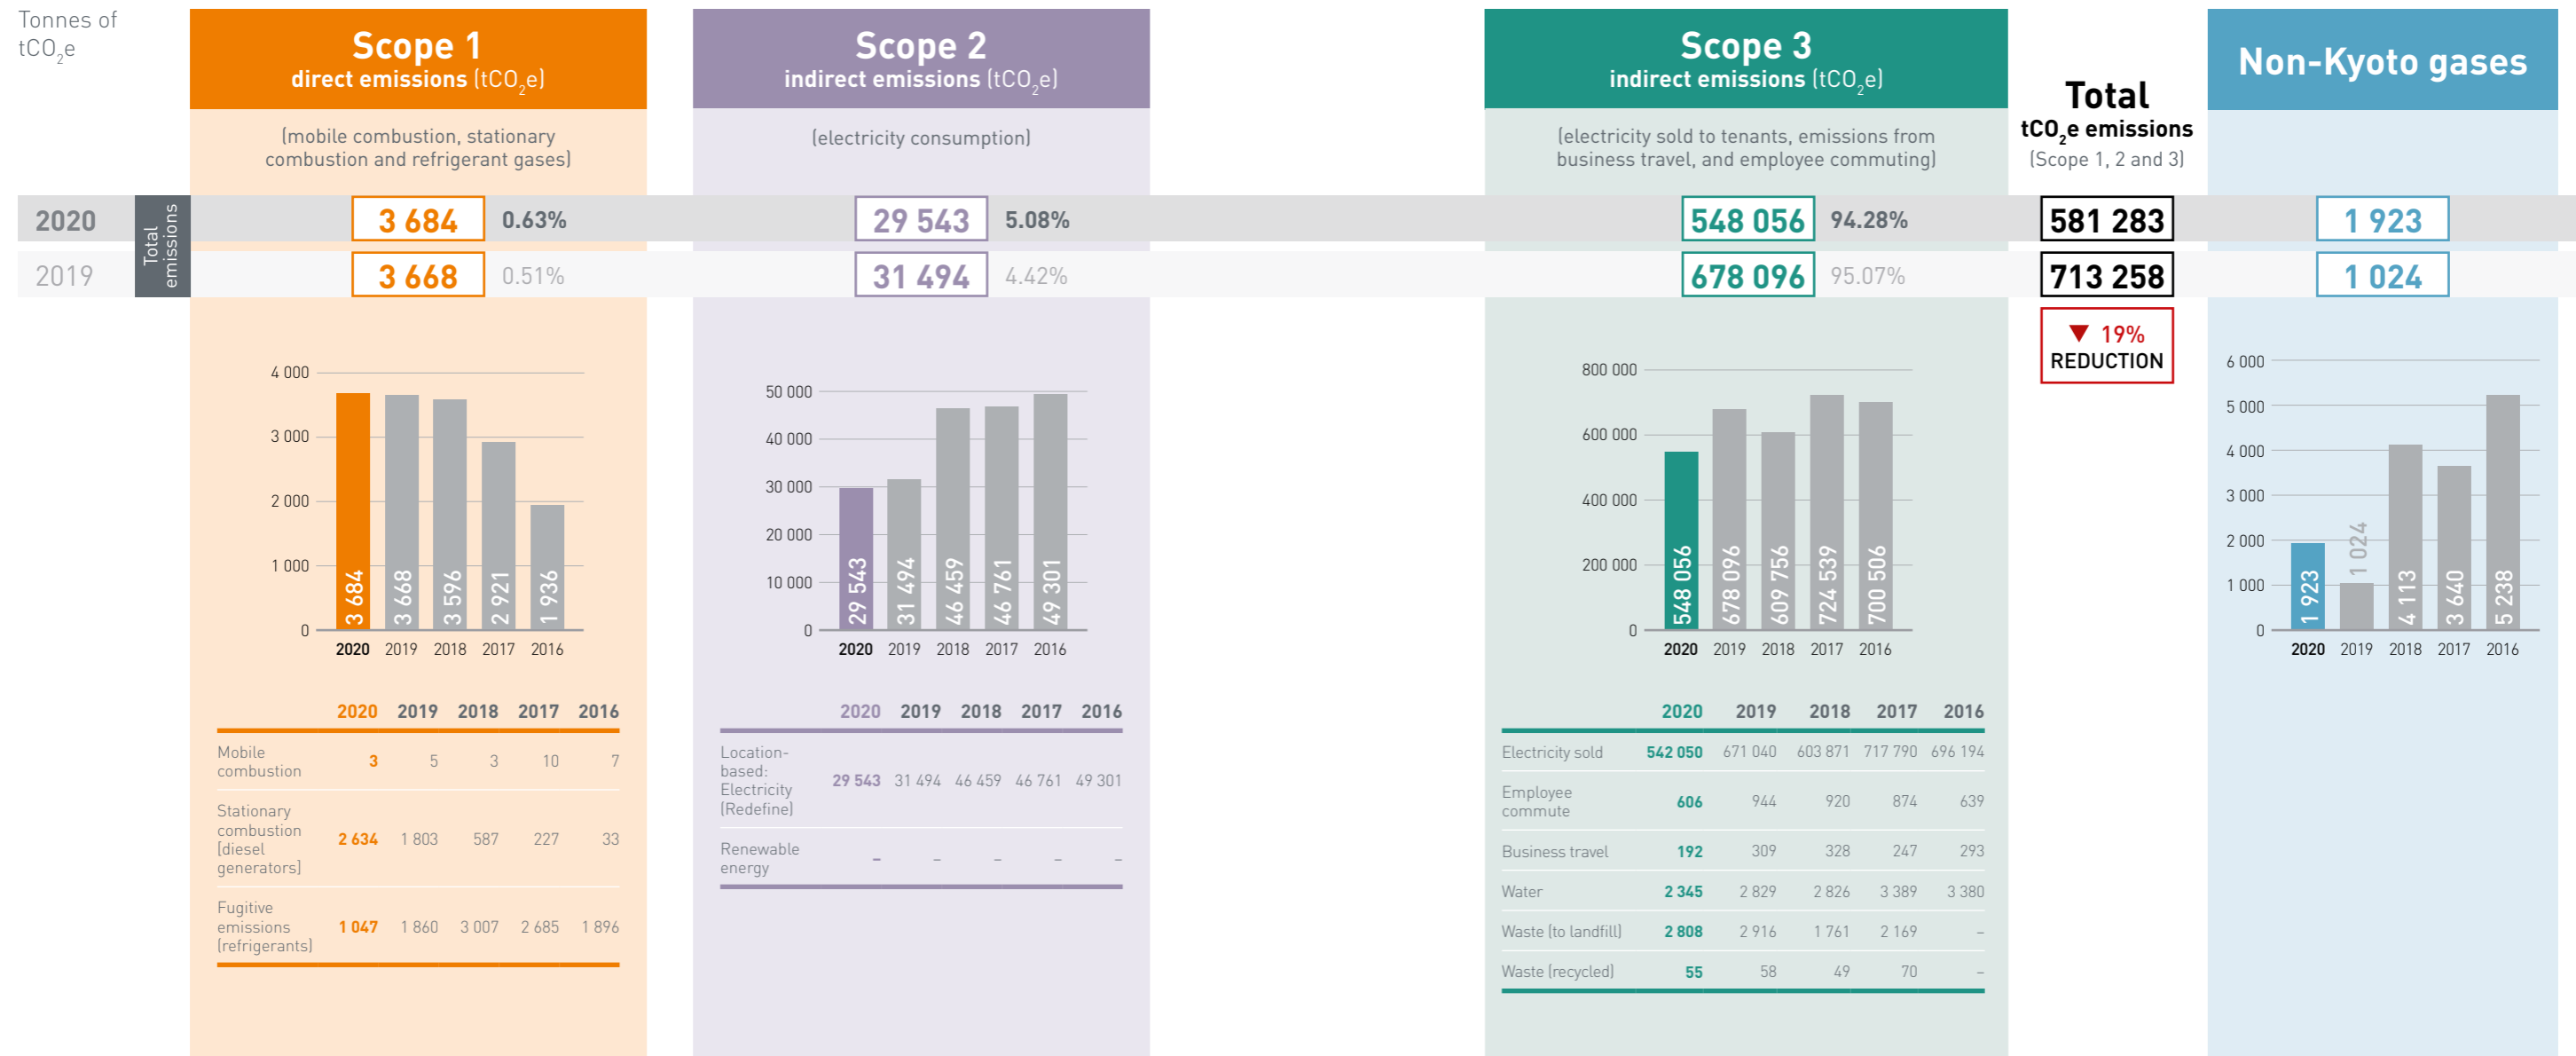 Tonnes of
tCO2e
Scope 1
direct emissions (tCO2e)
(mobile combustion, stationary
combustion and refrigerant gases)
Scope 2
indirect emissions (tCO2e)
(electricity consumption)
Scope 3
indirect emissions (tCO2e)
(electricity sold to tenants, emissions from
business travel, and employee commuting)
Total
tCO2e emissions
(Scope 1, 2 and 3)
Non-Kyoto gases
Total
emissions
2020 3 684 0.63% 29 543 5.08% 548 056 94.28% 581 283 1 923
2019 3 668 0.51% 31 494 4.42% 678 096 95.07% 713 258 1 024
▼ 19%
REDUCTION
4 000
3 000
2 000
1 000
0
3 684 3 668 3 596 2 921 1 936
2020 2019 2018 2017 2016
2020 2019 2018 2017 2016
Mobile
combustion 3 5 3 10 7
Stationary
combustion
[diesel
generators] 2 634 1 803 587 227 33
Fugitive
emissions
(refrigerants) 1 047 1 860 3 007 2 685 1 896
50 000
40 000
30 000
20 000
10 000
0
29 543 31 494 46 459 46 761 49 301
2020 2019 2018 2017 2016
2020 2019 2018 2017 2016
Location-
based:
Electricity
(Redefine) 29 543 31 494 46 459 46 761 49 301
Renewable
energy – – – – –
800 000
600 000
400 000
200 000
0
548 056 678 096 609 756 724 539 700 506
2020 2019 2018 2017 2016
2020 2019 2018 2017 2016
Electricity sold 542 050 671 040 603 871 717 790 696 194
Employee
commute 606 944 920 874 639
Business travel 192 309 328 247 293
Water 2 345 2 829 2 826 3 389 3 380
Waste (to landfill) 2 808 2 916 1 761 2 169 –
Waste (recycled) 55 58 49 70 –
6 000
5 000
4 000
3 000
2 000
1 000
0
1 923 1 024 4 113 3 640 5 238
2020 2019 2018 2017 2016